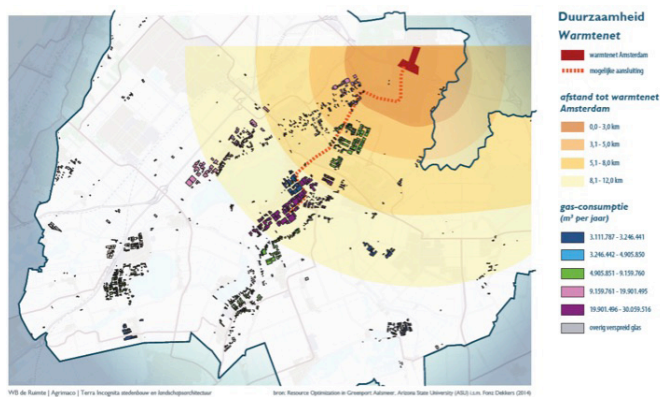 Duurzaamheid
Warmtenet
warmtenet Amsterdam
mogelijke aansluiting
afstand tot warmtenet
Amsterdam
0,0 - 3,0 km
3,1 - 5,0 km
5,1 - 8,0 km
8,1 - 12,0 km
gas-consumptie
(m³ per jaar)
3.111.787 - 3.246.441
3.246.442 - 4.905.850
4.905.851 - 9.159.760
9.159.761 - 19.901.495
19.901.496 - 30.059.516
overig verspreid glas
VVB de Ruimte | Agrimaco | Terra Incognita stedenbouw en landschapsarchitectuur
bron: Resource Optimization in Greenport Aalsmeer, Arizona State University (ASU) i.s.m. Fonz Dekkers (2014)